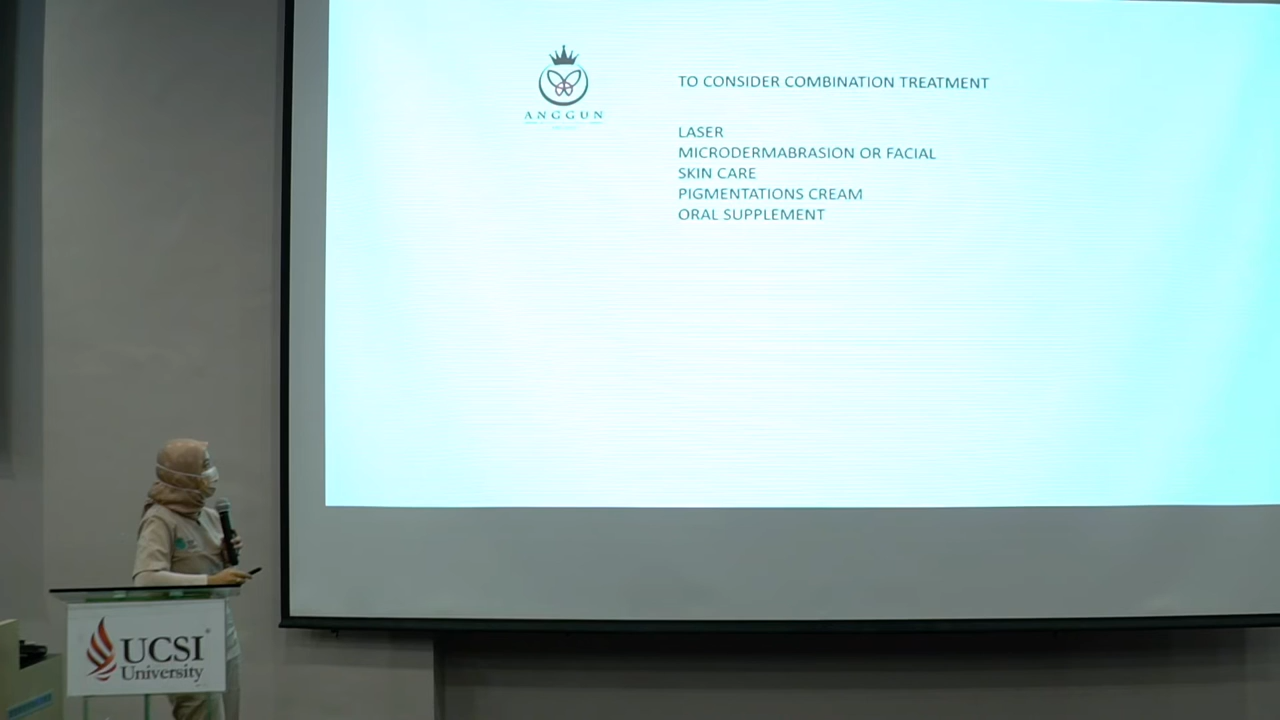 ANGGUN
TO CONSIDER COMBINATION TREATMENT
LASER
MICRODERMABRASION OR FACIAL
SKIN CARE
PIGMENTATIONS CREAM
ORAL SUPPLEMENT
UCSI
University